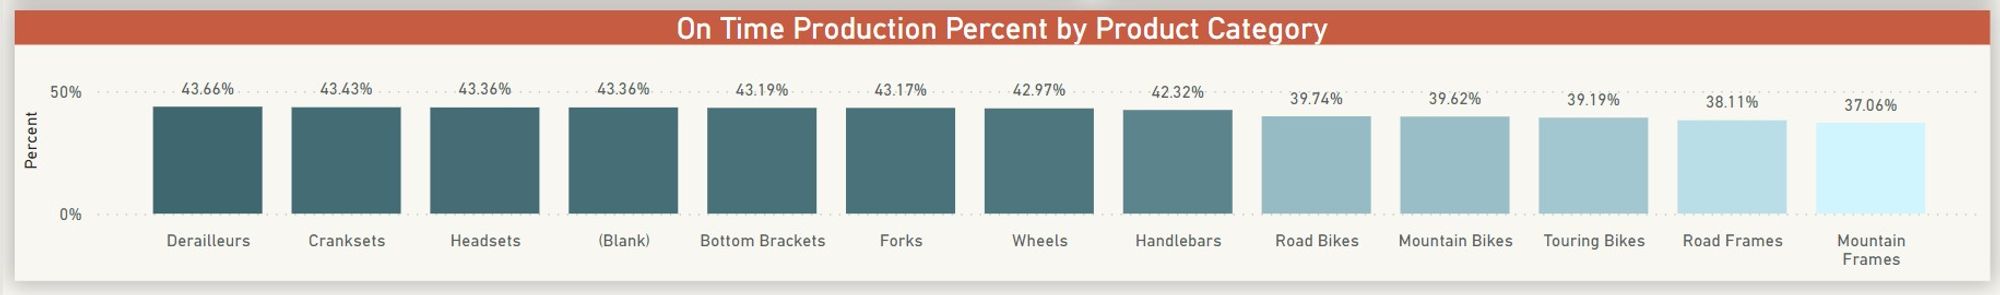 On Time Production Percent by Product Category
Percent
50%
0%
43.66% 43.43% 43.36% 43.36% 43.19% 43.17% 42.97% 42.32% 39.74% 39.62% 39.19% 38.11% 37.06%
Derailleurs Cranksets Headsets (Blank) Bottom Brackets Forks Wheels Handlebars Road Bikes Mountain Bikes Touring Bikes Road Frames Mountain
Frames